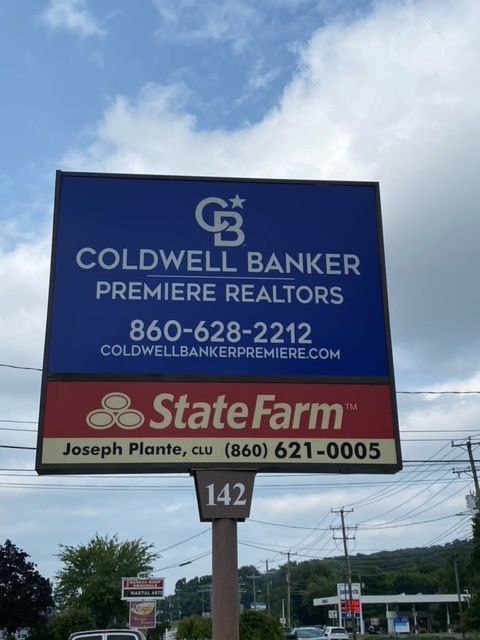 CB
COLDWELL BANKER
PREMIERE REALTORS
860-628-2212
COLDWELLBANKERPREMIERE.COM
StateFarm™
Joseph Plante, CLU (860) 621-0005
142
MARTIAL ARTS